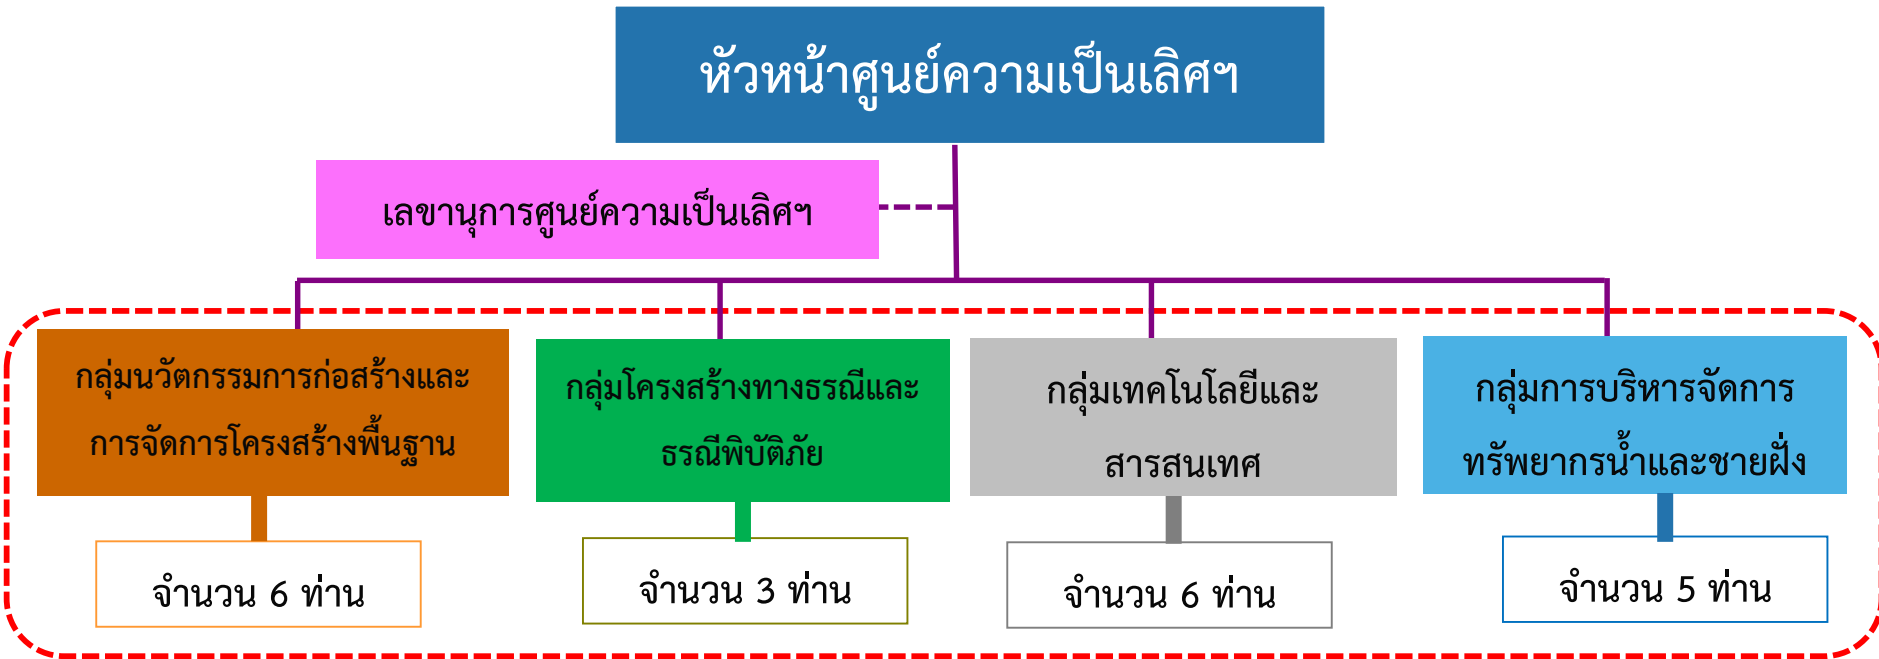 หัวหน้าศูนย์ความเป็นเลิศฯ
เลขานุการศูนย์ความเป็นเลิศฯ
กลุ่มนวัตกรรมการก่อสร้างและ
การจัดการโครงสร้างพื้นฐาน
จำนวน 6 ท่าน
กลุ่มโครงสร้างทางธรณีและ
ธรณีพิบัติภัย
จำนวน 3 ท่าน
กลุ่มเทคโนโลยีและ
สารสนเทศ
จำนวน 6 ท่าน
กลุ่มการบริหารจัดการ
ทรัพยากรน้ำและชายฝั่ง
จำนวน 5 ท่าน